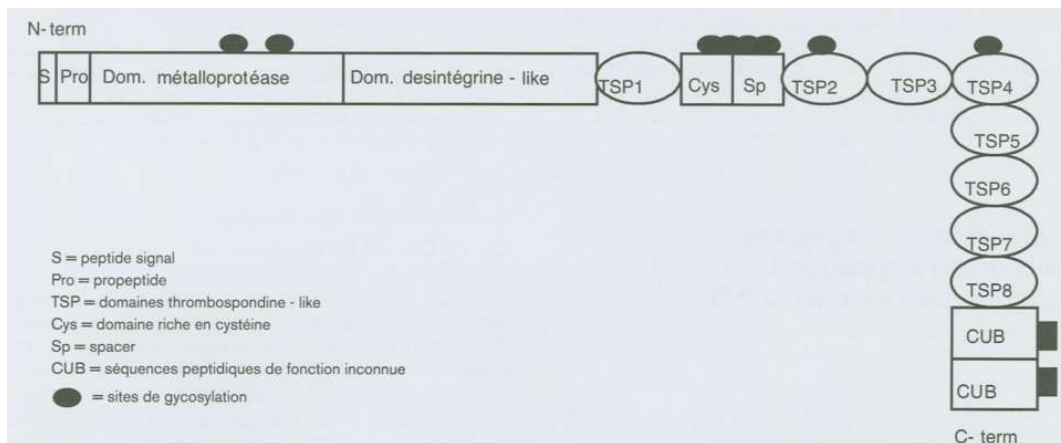 N- term
S Pro Dom. métalloprotéase Dom. desintégrine - like TSP1 Cys Sp TSP2 TSP3 TSP4
TSP5
TSP6
TSP7
TSP8
CUB
CUB
C- term
S = peptide signal
Pro = propeptide
TSP = domaines thrombospondine - like
Cys = domaine riche en cystéine
Sp = spacer
CUB = séquences peptidiques de fonction inconnue
= sites de gycosylation